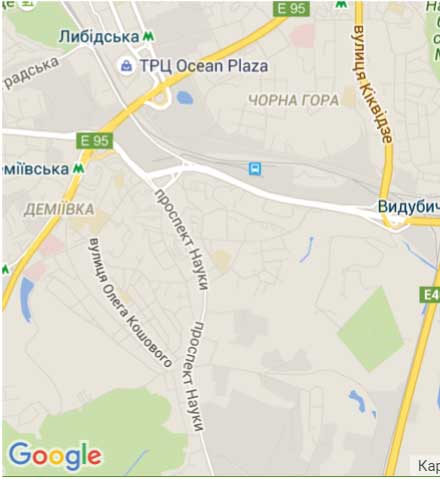 E 95
Либідська
градська
ТРЦ Ocean Plaza
ЧОРНА ГОРА
вулиця Кіквідзе
E 95
еміївська
Видубич
ДЕМІЇВКА
проспект Науки
вулиця Олега Кошового
E4
проспект Науки
Google
Кар